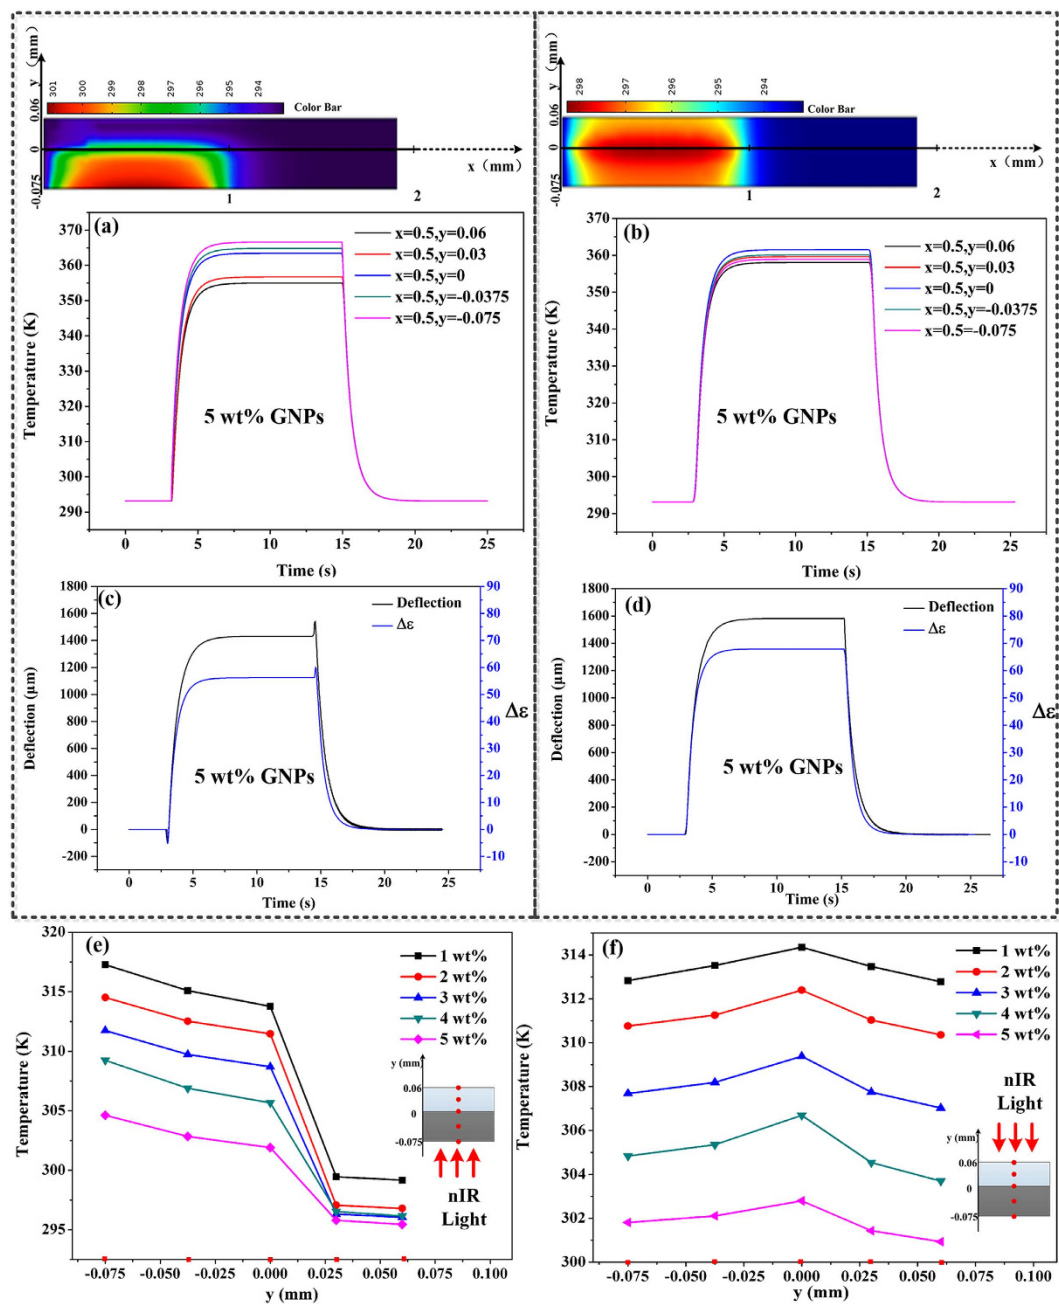 y (mm)
0.06
0
-0.075
301 300 299 298 297 296 295 294
Color Bar
x (mm)
1
2
y (mm)
0.06
0
-0.075
298 297 296 295 294
Color Bar
x (mm)
1
2
(a)
x=0.5,y=0.06
x=0.5,y=0.03
x=0.5,y=0
x=0.5,y=-0.0375
x=0.5,y=-0.075
5 wt% GNPs
Temperature (K)
370
360
350
340
330
320
310
300
290
0 5 10 15 20 25
Time (s)
(b)
x=0.5,y=0.06
x=0.5,y=0.03
x=0.5,y=0
x=0.5,y=-0.0375
x=0.5=-0.075
5 wt% GNPs
Temperature (K)
370
360
350
340
330
320
310
300
290
0 5 10 15 20 25
Time (s)
(c)
Deflection
Δε
5 wt% GNPs
Deflection (μm)
1800
1600
1400
1200
1000
800
600
400
200
0
-200
90
80
70
60
50
40
30
20
10
0
-10
Δε
0 5 10 15 20 25
Time (s)
(d)
Deflection
Δε
5 wt% GNPs
Deflection (μm)
1800
1600
1400
1200
1000
800
600
400
200
0
-200
90
80
70
60
50
40
30
20
10
0
-10
Δε
0 5 10 15 20 25
Time (s)
(e)
1 wt%
2 wt%
3 wt%
4 wt%
5 wt%
Temperature (K)
320
315
310
305
300
295
y (mm)
0.06
0
-0.075
nIR
Light
-0.075 -0.050 -0.025 0.000 0.025 0.050 0.075 0.100
y (mm)
(f)
1 wt%
2 wt%
3 wt%
4 wt%
5 wt%
Temperature (K)
314
312
310
308
306
304
302
300
nIR
Light
y (mm)
0.06
0
-0.075
-0.075 -0.050 -0.025 0.000 0.025 0.050 0.075 0.100
y (mm)